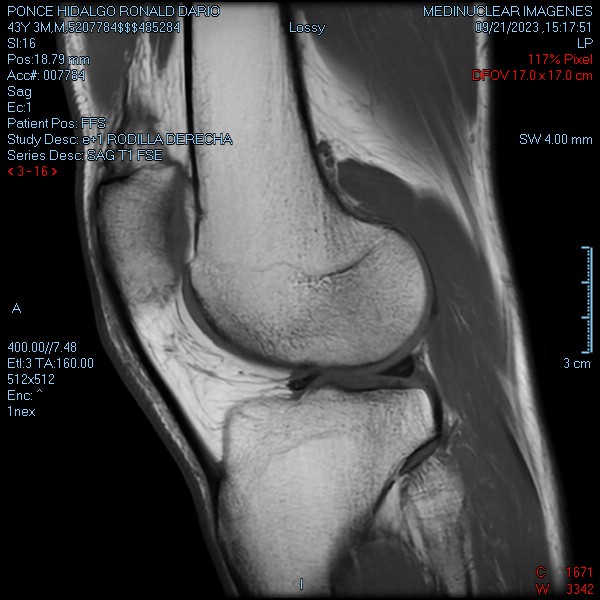 PONCE HIDALGO RONALD DARIO
43Y 3M,M,5207784$$$485284
Sl:16
Pos:18.79 mm
Acc#: 007784
Sag
Ec:1
Patient Pos: FFS
Study Desc: e+1 RODILLA DERECHA
Series Desc: SAG T1 FSE
< 3 - 16 >
Lossy
MEDINUCLEAR IMAGENES
09/21/2023 ,15:17:51
LP
117% Pixel
DFOV 17.0 x 17.0 cm
SW 4.00 mm
A
400.00//7.48
Etl:3 TA:160.00
512x512
Enc: ^
1nex
3 cm
I
C 1671
W 3342